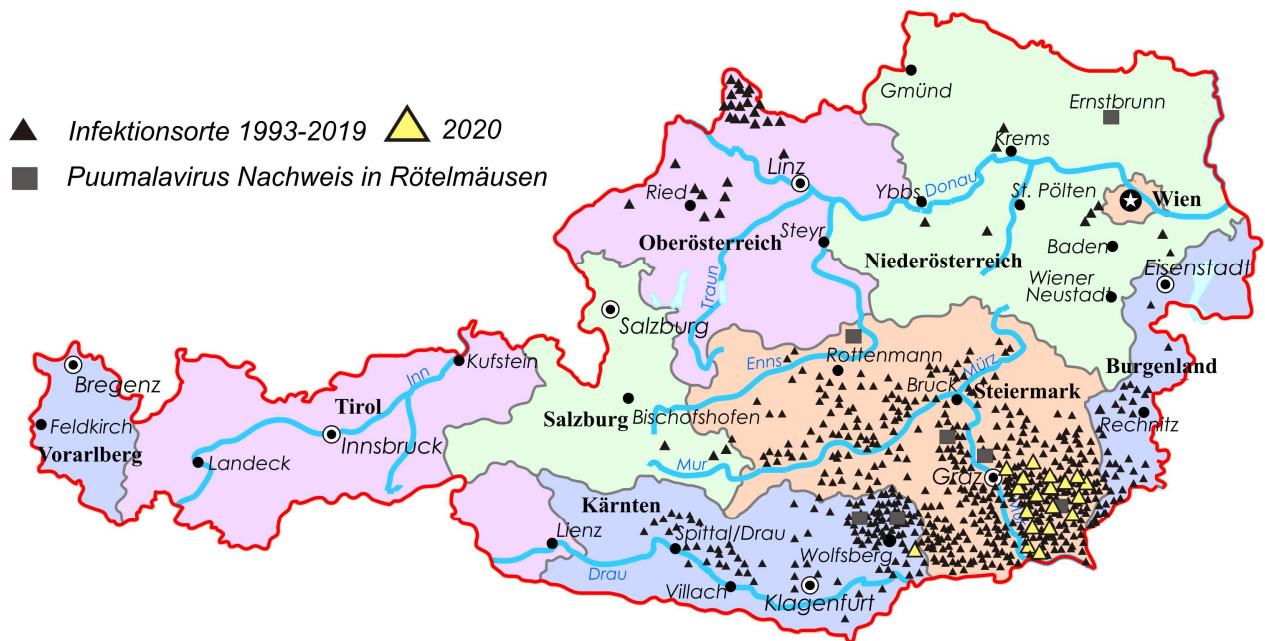 Infektionsorte 1993-2019
2020
Puumalavirus Nachweis in Rötelmäusen
Gmünd
Ernstbrunn
Krems
Linz
Ried
Ybbs
Donau
St. Pölten
Wien
Steyr
Oberösterreich
Niederösterreich
Baden
Eisenstadt
Traun
Wiener
Neustadt
Salzburg
Kufstein
Enns
Rottenmann
Mürz
Bruck
Steiermark
Burgenland
Bregenz
Inn
Tirol
Salzburg
Bischofshofen
Rechnitz
Feldkirch
Innsbruck
Vorarlberg
Landeck
Mur
Graz
Mur
Kärnten
Lienz
Spittal/Drau
Wolfsberg
Drau
Villach
Klagenfurt